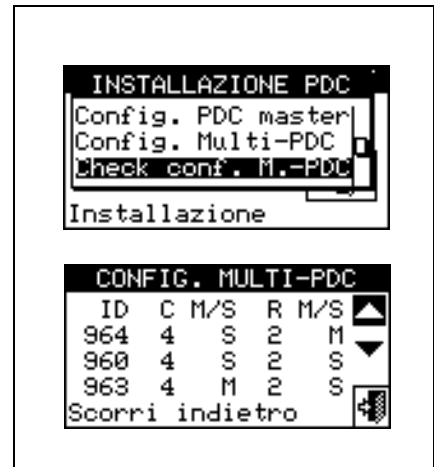 INSTALLAZIONE PDC
Config. PDC master
Config. Multi-PDC
Check conf. M.-PDC
Installazione
CONFIG. MULTI-PDC
ID C M/S R M/S
964 4 S 2 M
960 4 S 2 S
963 4 M 2 S
Scorri indietro